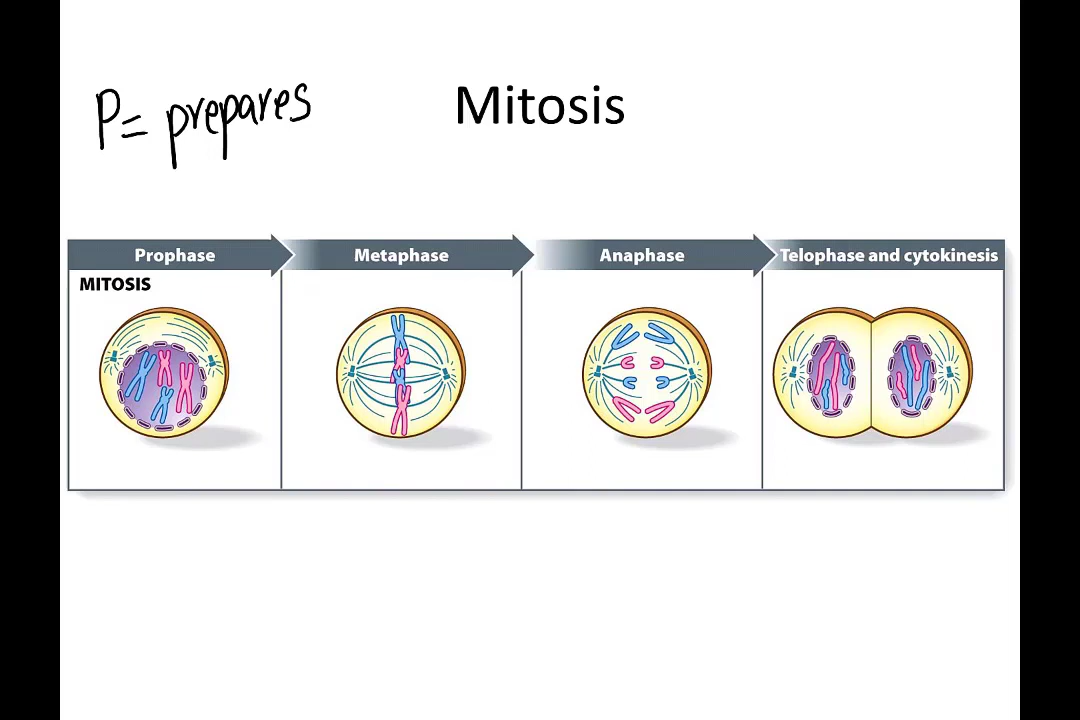 P = prepares
Mitosis
Prophase
Metaphase
Anaphase
Telophase and cytokinesis
MITOSIS